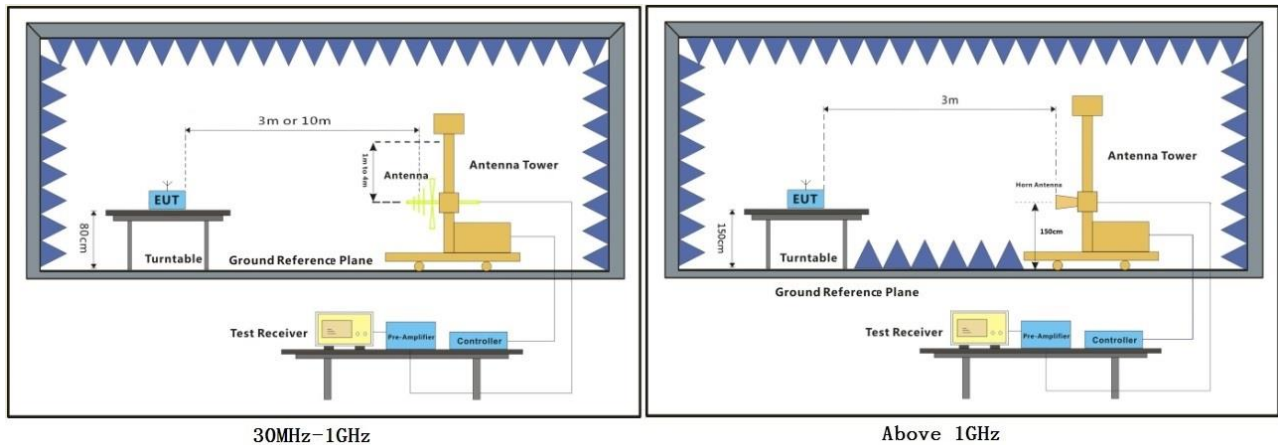 3m or 10m
1m to 4m
Antenna Tower
Antenna
EUT
80cm
Turntable
Ground Reference Plane
Test Receiver
Pre-Amplifier
Controller
30MHz-1GHz
3m
Antenna Tower
Horn Antenna
EUT
150cm
150cm
Turntable
Ground Reference Plane
Test Receiver
Pre-Amplifier
Controller
Above 1GHz